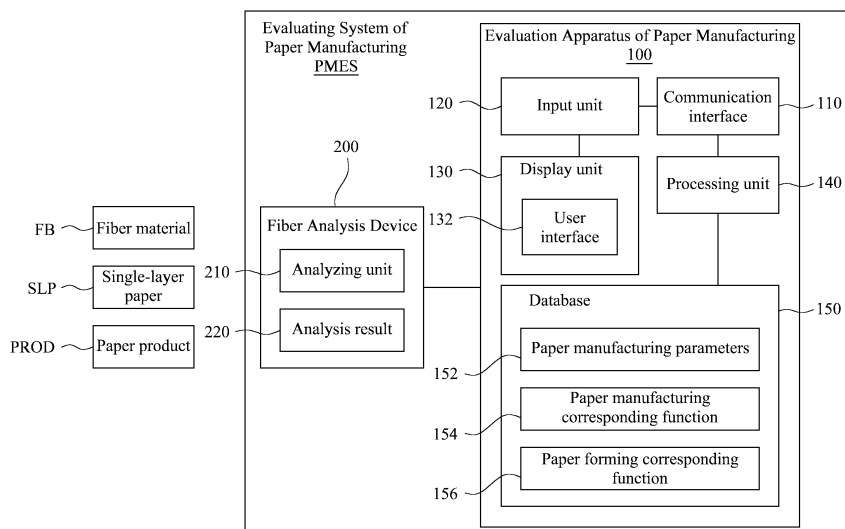 Evaluating System of
Paper Manufacturing
PMES
Evaluation Apparatus of Paper Manufacturing
100
120
Input unit
Communication
interface
110
130
Display unit
132
User
interface
Processing unit
140
200
Fiber Analysis Device
210
Analyzing unit
220
Analysis result
FB
Fiber material
SLP
Single-layer
paper
PROD
Paper product
Database
150
152
Paper manufacturing parameters
154
Paper manufacturing
corresponding function
156
Paper forming corresponding
function